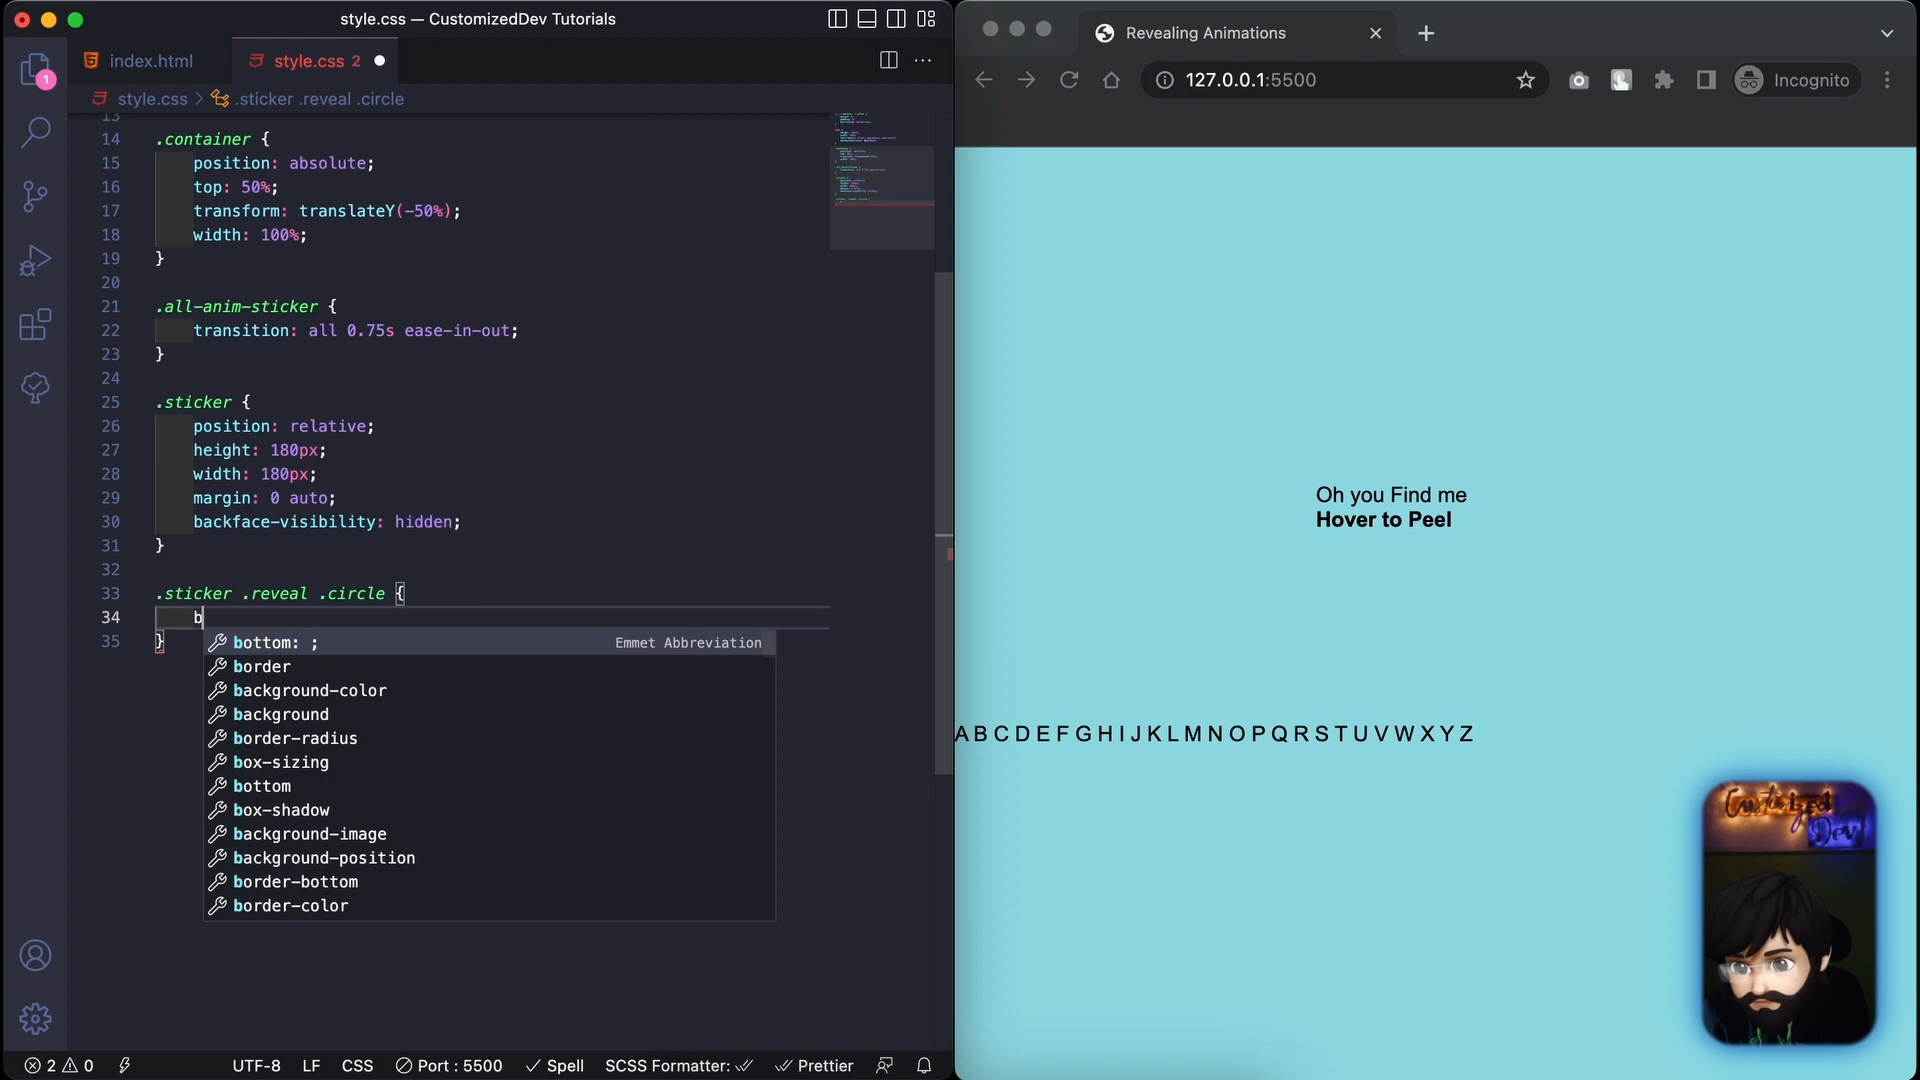 style.css — CustomizedDev Tutorials
index.html
style.css 2
style.css > .sticker .reveal .circle
13
14 .container {
15 position: absolute;
16 top: 50%;
17 transform: translateY(-50%);
18 width: 100%;
19 }
20
21 .all-anim-sticker {
22 transition: all 0.75s ease-in-out;
23 }
24
25 .sticker {
26 position: relative;
27 height: 180px;
28 width: 180px;
29 margin: 0 auto;
30 backface-visibility: hidden;
31 }
32
33 .sticker .reveal .circle {
34 b
35 }
bottom: ; Emmet Abbreviation
border
background-color
background
border-radius
box-sizing
bottom
box-shadow
background-image
background-position
border-bottom
border-color
1
2 0 UTF-8 LF CSS Port : 5500 Spell SCSS Formatter: Prettier
Revealing Animations
127.0.0.1:5500
Incognito
Oh you Find me
Hover to Peel
A B C D E F G H I J K L M N O P Q R S T U V W X Y Z
Customized
Dev